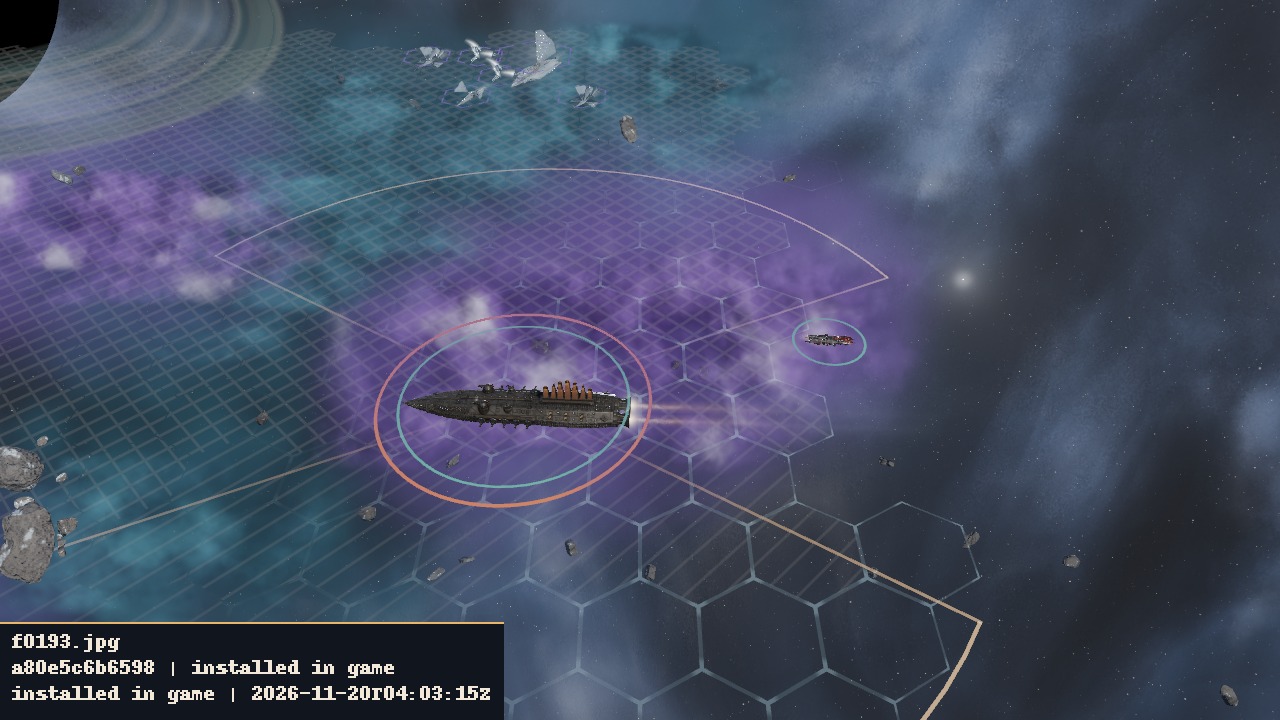 f0193.jpg
a80e5c6b6598 | installed in game
installed in game | 2026-11-20T04:03:15Z